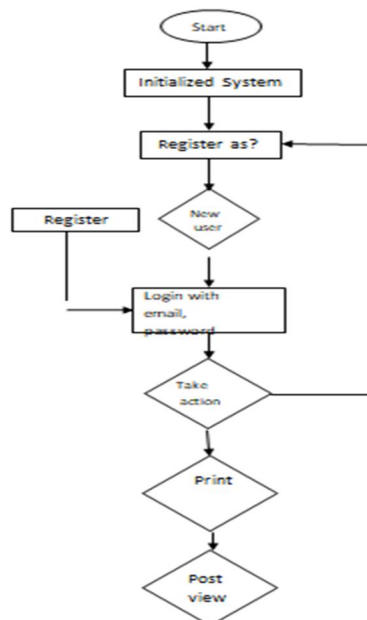 Start
Initialized System
Register as?
New
user
Register
Login with
email,
password
Take
action
Print
Post
view